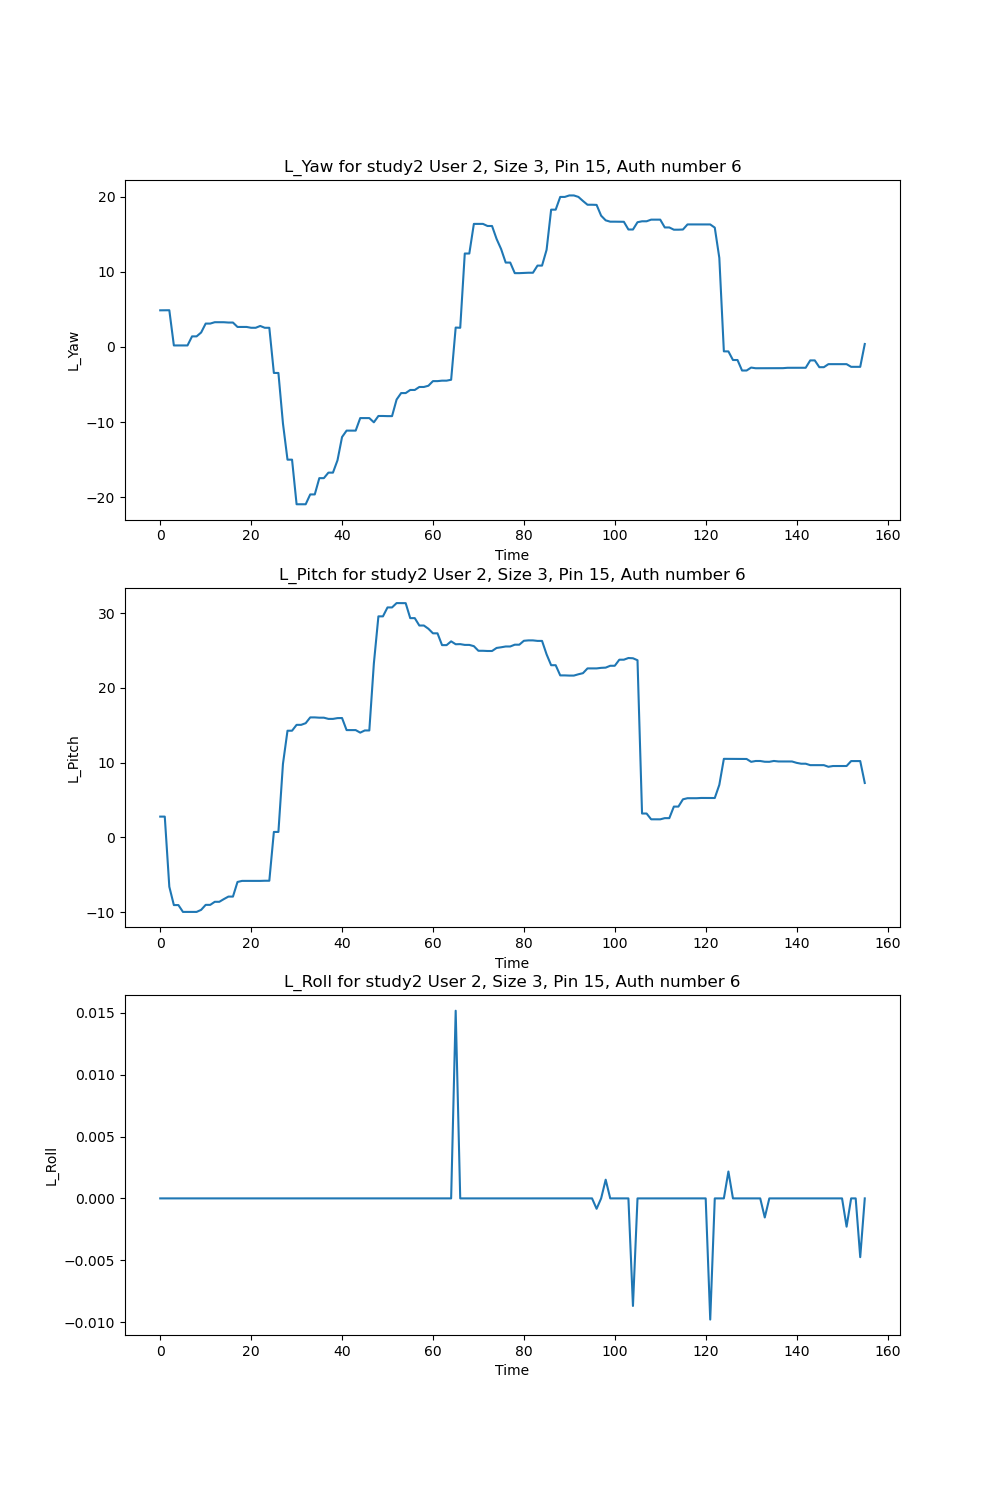 L_Yaw for study2 User 2, Size 3, Pin 15, Auth number 6
20
10
0
−10
−20
L_Yaw
0 20 40 60 80 100 120 140 160
Time
L_Pitch for study2 User 2, Size 3, Pin 15, Auth number 6
30
20
10
0
−10
L_Pitch
0 20 40 60 80 100 120 140 160
Time
L_Roll for study2 User 2, Size 3, Pin 15, Auth number 6
0.015
0.010
0.005
0.000
−0.005
−0.010
L_Roll
0 20 40 60 80 100 120 140 160
Time